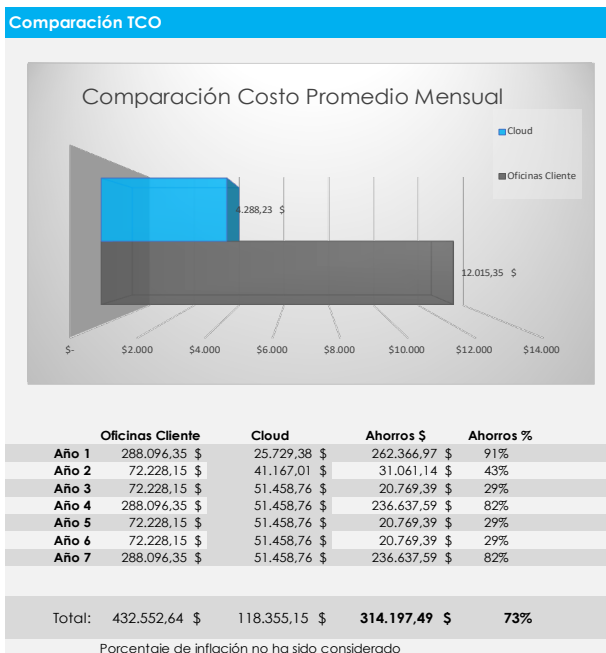 Comparación TCO
Comparación Costo Promedio Mensual
Cloud
4.288,23 $
Oficinas Cliente
12.015,35 $
$- $2.000 $4.000 $6.000 $8.000 $10.000 $12.000 $14.000
Oficinas Cliente Cloud Ahorros $ Ahorros %
Año 1 288.096,35 $ 25.729,38 $ 262.366,97 $ 91%
Año 2 72.228,15 $ 41.167,01 $ 31.061,14 $ 43%
Año 3 72.228,15 $ 51.458,76 $ 20.769,39 $ 29%
Año 4 288.096,35 $ 51.458,76 $ 236.637,59 $ 82%
Año 5 72.228,15 $ 51.458,76 $ 20.769,39 $ 29%
Año 6 72.228,15 $ 51.458,76 $ 20.769,39 $ 29%
Año 7 288.096,35 $ 51.458,76 $ 236.637,59 $ 82%
Total: 432.552,64 $ 118.355,15 $ 314.197,49 $ 73%
Porcentaje de inflación no ha sido considerado